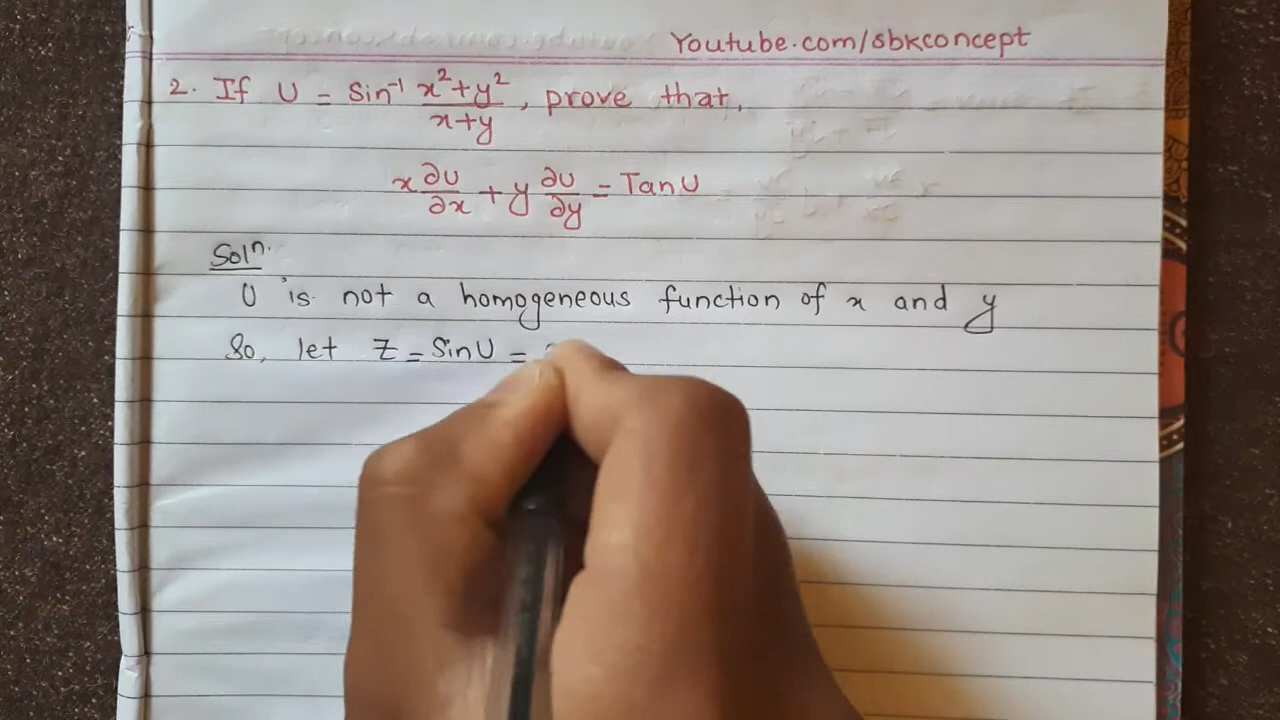 Youtube.com/sbkconcept
2. If U = Sin⁻¹ (x²+y²)/(x+y), prove that,
x ∂U/∂x + y ∂U/∂y = Tan U
Solⁿ.
U is not a homogeneous function of x and y
So, let Z = Sin U =